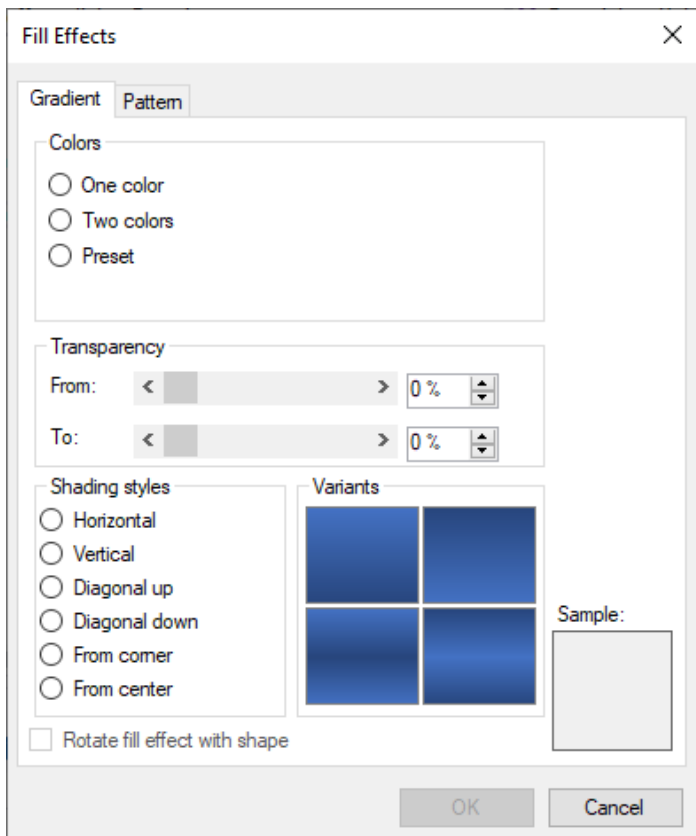 Fill Effects
Gradient
Pattern
Colors
One color
Two colors
Preset
Transparency
From:
0 %
To:
0 %
Shading styles
Horizontal
Vertical
Diagonal up
Diagonal down
From corner
From center
Variants
Sample:
Rotate fill effect with shape
OK
Cancel